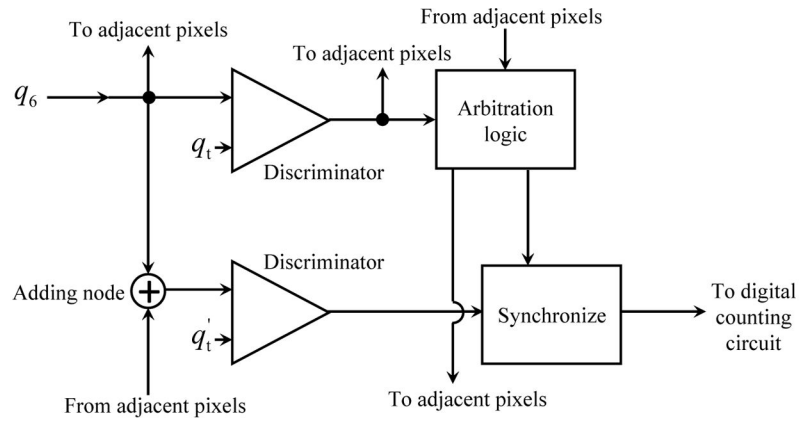 From adjacent pixels
To adjacent pixels
To adjacent pixels
q6
Arbitration
logic
qt
Discriminator
Discriminator
Adding node
+
q't
Synchronize
To digital
counting
circuit
From adjacent pixels
To adjacent pixels